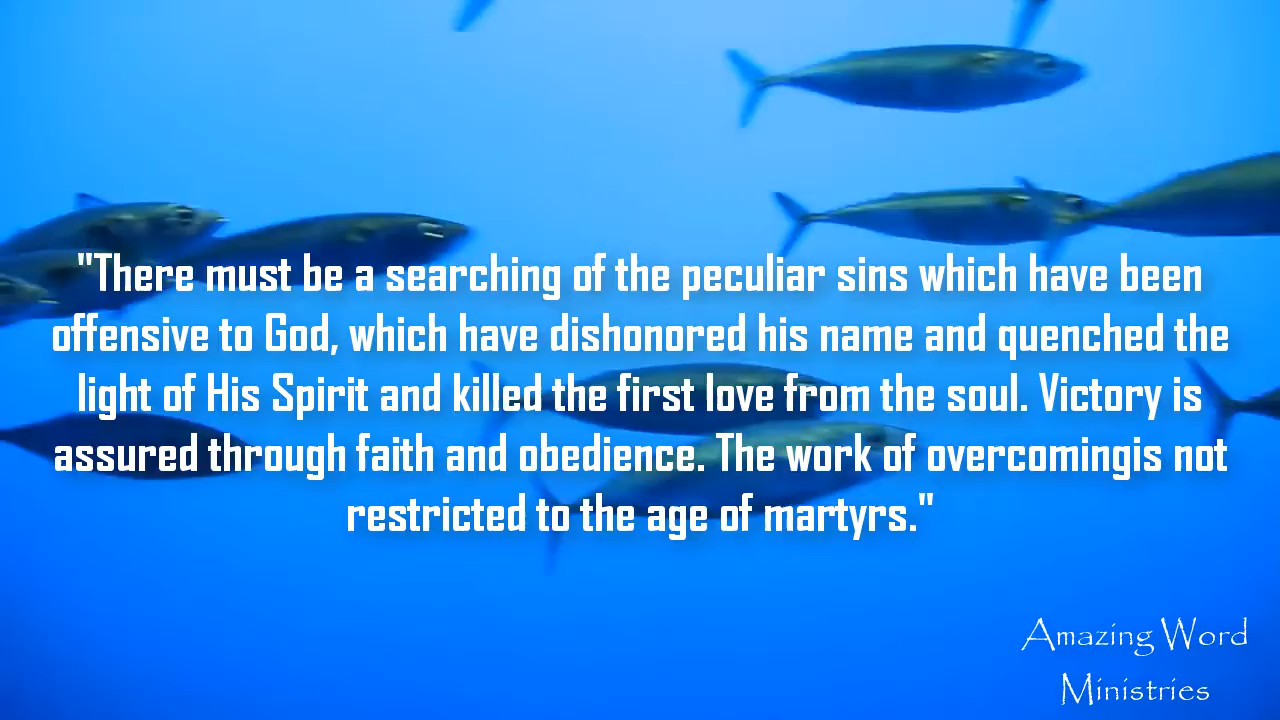 "There must be a searching of the peculiar sins which have been
offensive to God, which have dishonored his name and quenched the
light of His Spirit and killed the first love from the soul. Victory is
assured through faith and obedience. The work of overcomingis not
restricted to the age of martyrs."
Amazing Word
Ministries